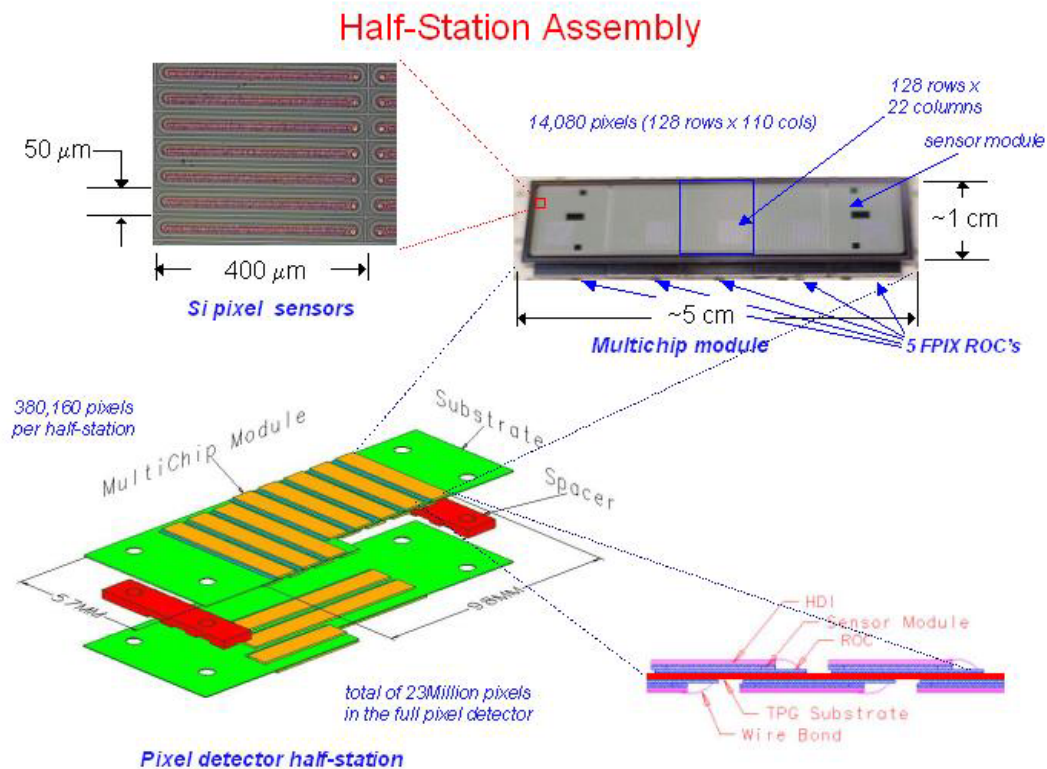 Half-Station Assembly
128 rows x
22 columns
14,080 pixels (128 rows x 110 cols)
sensor module
50 μm
~1 cm
400 μm
Si pixel sensors
~5 cm
Multichip module
5 FPIX ROC's
380,160 pixels
per half-station
MultiChip Module
Substrate
Spacer
57MM
98MM
HDI
Sensor Module
ROC
total of 23Million pixels
in the full pixel detector
TPG Substrate
Wire Bond
Pixel detector half-station